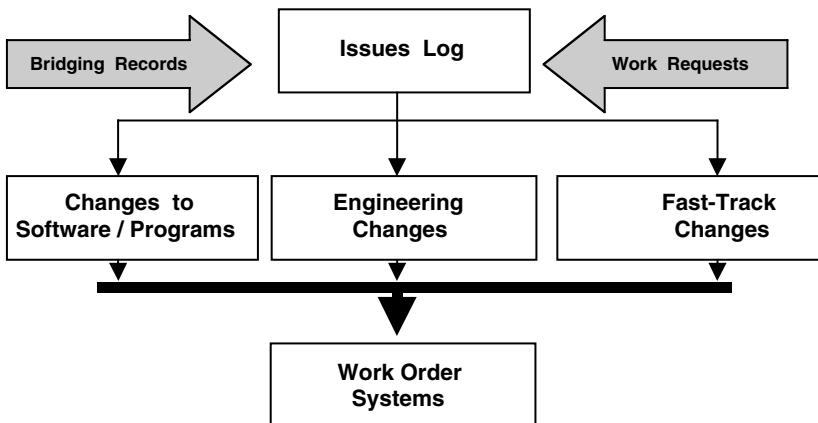 Issues Log
Bridging Records
Work Requests
Changes to
Software / Programs
Engineering
Changes
Fast-Track
Changes
Work Order
Systems